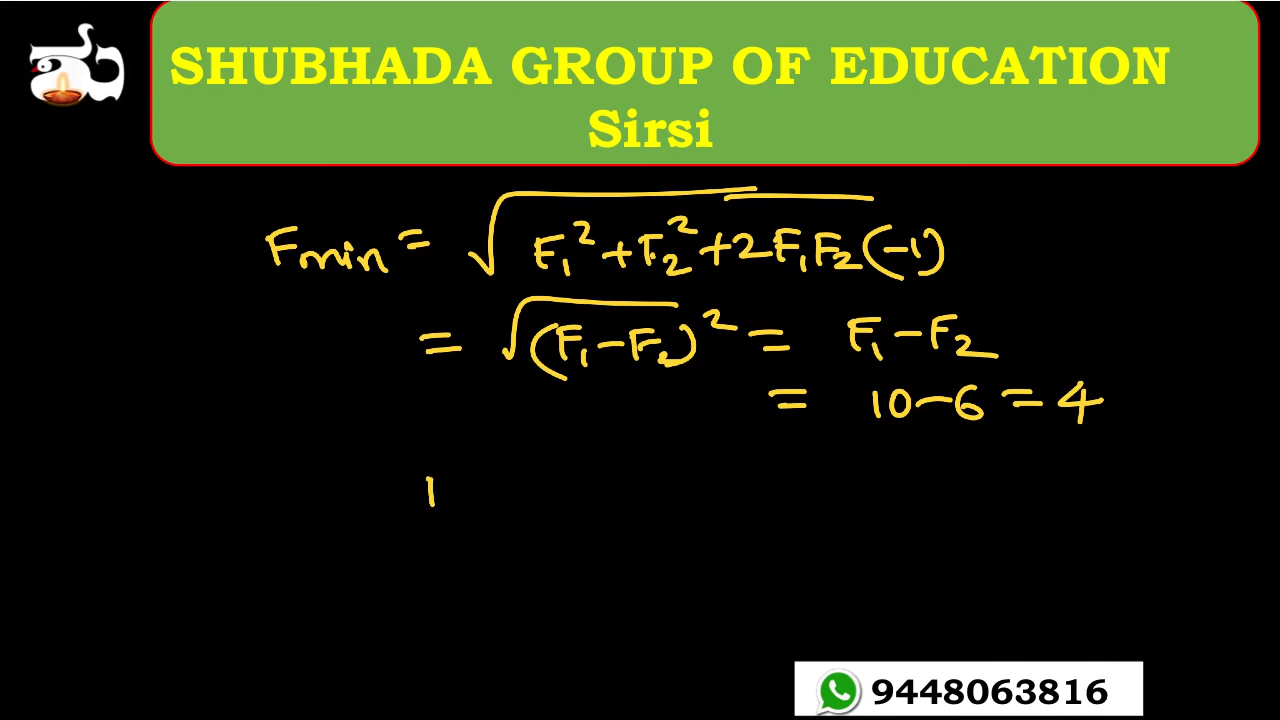 SHUBHADA GROUP OF EDUCATION
Sirsi
Fmin = √F₁² + F₂² + 2F₁F₂(-1)
= √(F₁ - F₂)² = F₁ - F₂
= 10 - 6 = 4
9448063816